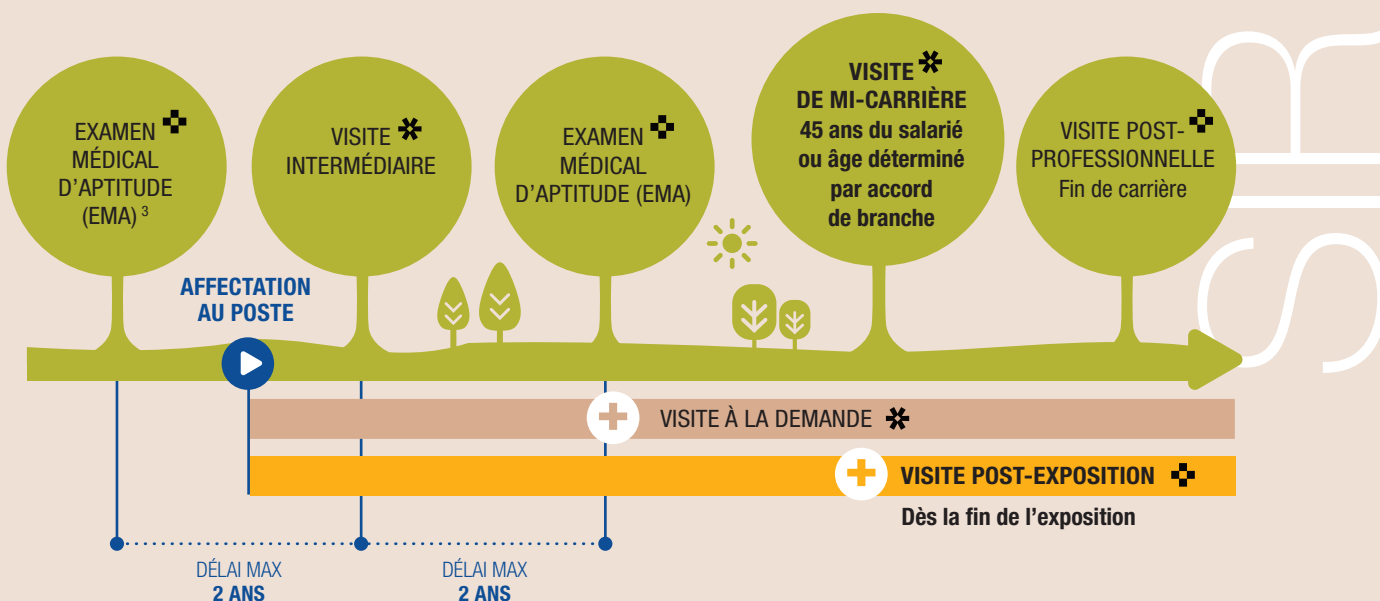 EXAMEN
MÉDICAL
D'APTITUDE
(EMA) 3
VISITE
INTERMÉDIAIRE
EXAMEN
MÉDICAL
D'APTITUDE (EMA)
VISITE
DE MI-CARRIÈRE
45 ans du salarié
ou âge déterminé
par accord
de branche
VISITE POST-
PROFESSIONNELLE
Fin de carrière
SIR
AFFECTATION
AU POSTE
VISITE À LA DEMANDE
VISITE POST-EXPOSITION
Dès la fin de l'exposition
DÉLAI MAX
2 ANS
DÉLAI MAX
2 ANS